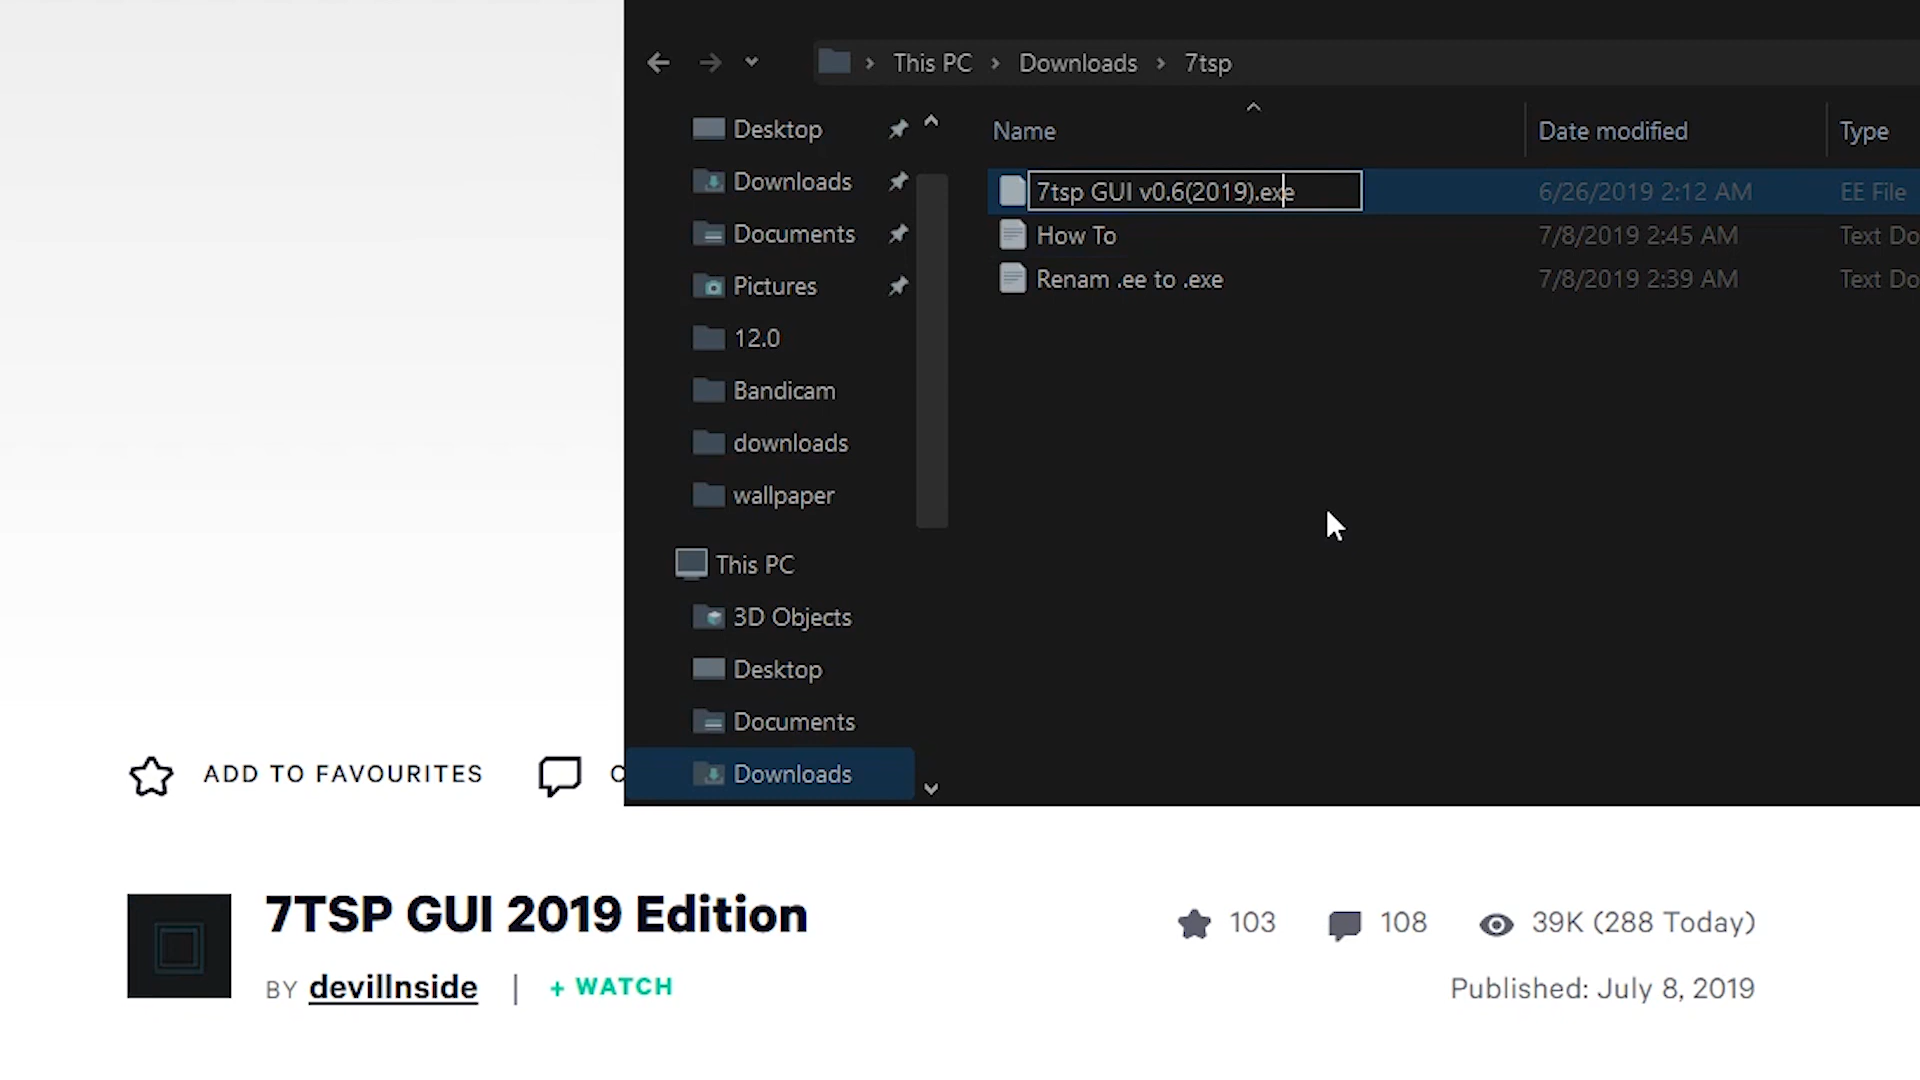 This PC > Downloads > 7tsp
Name
Date modified
Type
Desktop
Downloads
Documents
Pictures
12.0
Bandicam
downloads
wallpaper
This PC
3D Objects
Desktop
Documents
Downloads
7tsp GUI v0.6(2019).exe 6/26/2019 2:12 AM EE File
How To 7/8/2019 2:45 AM Text Do
Renam .ee to .exe 7/8/2019 2:39 AM Text Do
ADD TO FAVOURITES
7TSP GUI 2019 Edition
BY devilInside | + WATCH
103 108 39K (288 Today)
Published: July 8, 2019